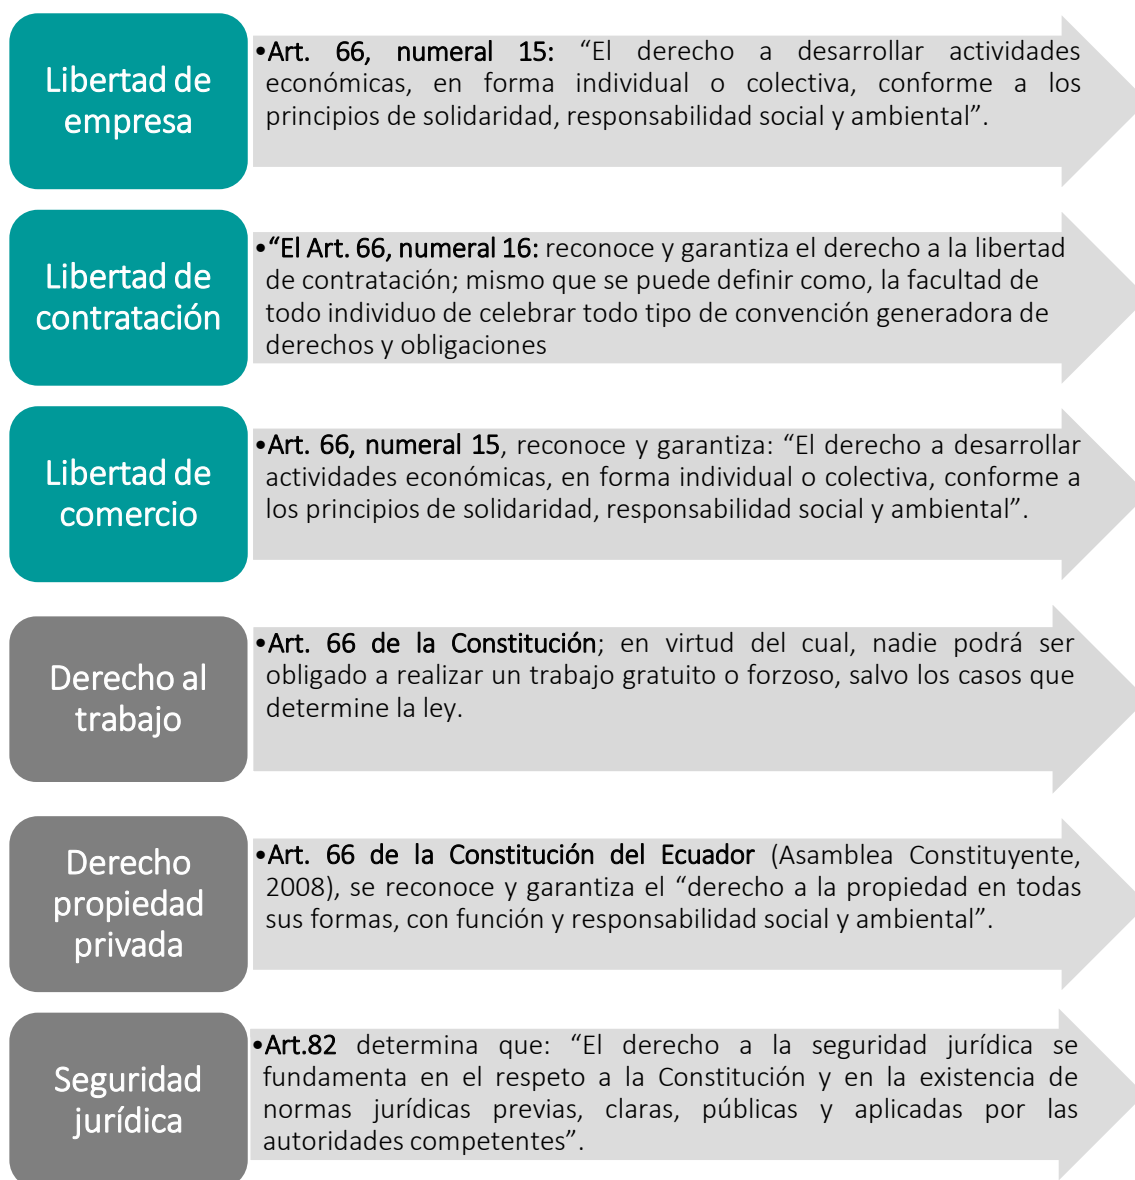 Libertad de
empresa
•Art. 66, numeral 15: “El derecho a desarrollar actividades
económicas, en forma individual o colectiva, conforme a los
principios de solidaridad, responsabilidad social y ambiental”.
Libertad de
contratación
•“El Art. 66, numeral 16: reconoce y garantiza el derecho a la libertad
de contratación; mismo que se puede definir como, la facultad de
todo individuo de celebrar todo tipo de convención generadora de
derechos y obligaciones
Libertad de
comercio
•Art. 66, numeral 15, reconoce y garantiza: “El derecho a desarrollar
actividades económicas, en forma individual o colectiva, conforme a
los principios de solidaridad, responsabilidad social y ambiental”.
Derecho al
trabajo
•Art. 66 de la Constitución; en virtud del cual, nadie podrá ser
obligado a realizar un trabajo gratuito o forzoso, salvo los casos que
determine la ley.
Derecho
propiedad
privada
•Art. 66 de la Constitución del Ecuador (Asamblea Constituyente,
2008), se reconoce y garantiza el “derecho a la propiedad en todas
sus formas, con función y responsabilidad social y ambiental”.
Seguridad
jurídica
•Art.82 determina que: “El derecho a la seguridad jurídica se
fundamenta en el respeto a la Constitución y en la existencia de
normas jurídicas previas, claras, públicas y aplicadas por las
autoridades competentes”.